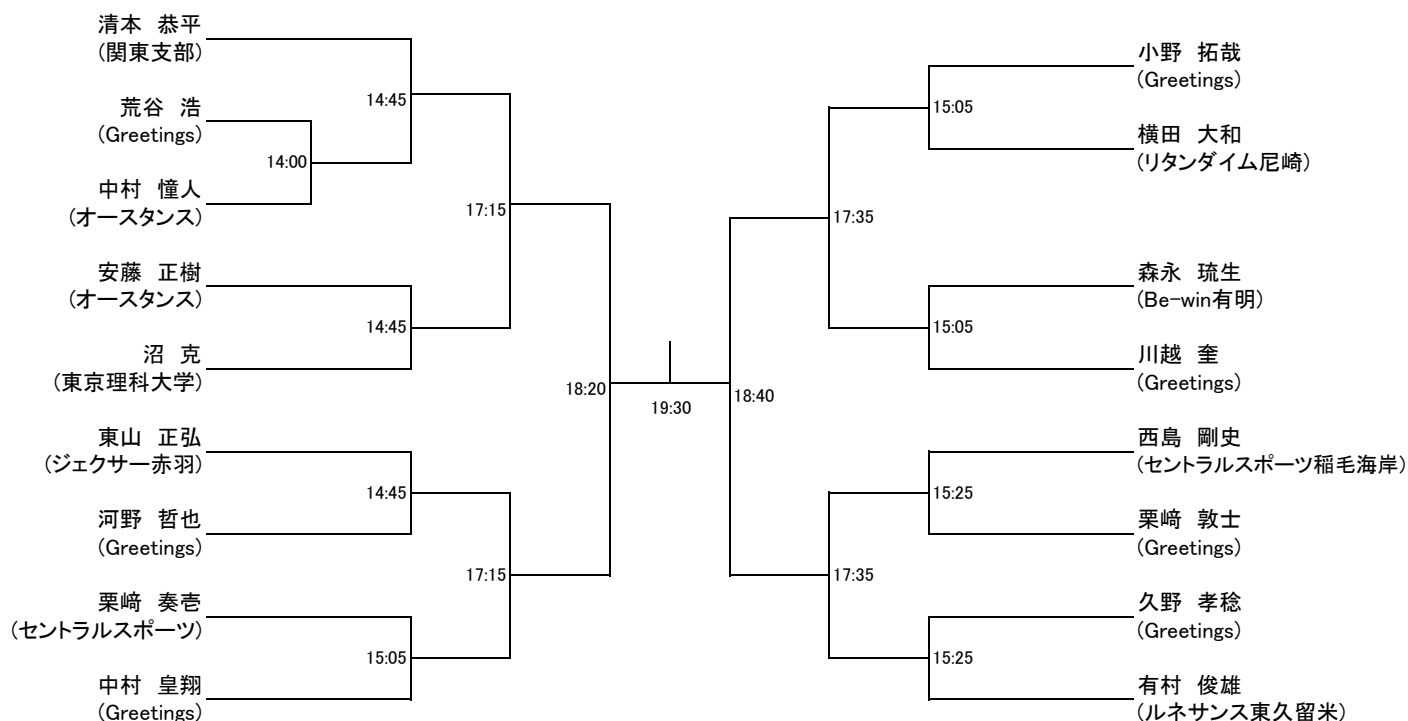 清本　恭平
(関東支部)
荒谷　浩
(Greetings)
中村　憧人
(オースタンス)
安藤　正樹
(オースタンス)
沼　克
(東京理科大学)
東山　正弘
(ジェクサー赤羽)
河野　哲也
(Greetings)
栗﨑　奏壱
(セントラルスポーツ)
中村　皇翔
(Greetings)
14:00
14:45
14:45
14:45
15:05
17:15
17:15
18:20
19:30
18:40
17:35
17:35
15:05
15:05
15:25
15:25
小野　拓哉
(Greetings)
横田　大和
(リタンダイム尼崎)
森永　琉生
(Be-win有明)
川越　奎
(Greetings)
西島　剛史
(セントラルスポーツ稲毛海岸)
栗﨑　敦士
(Greetings)
久野　孝稔
(Greetings)
有村　俊雄
(ルネサンス東久留米)